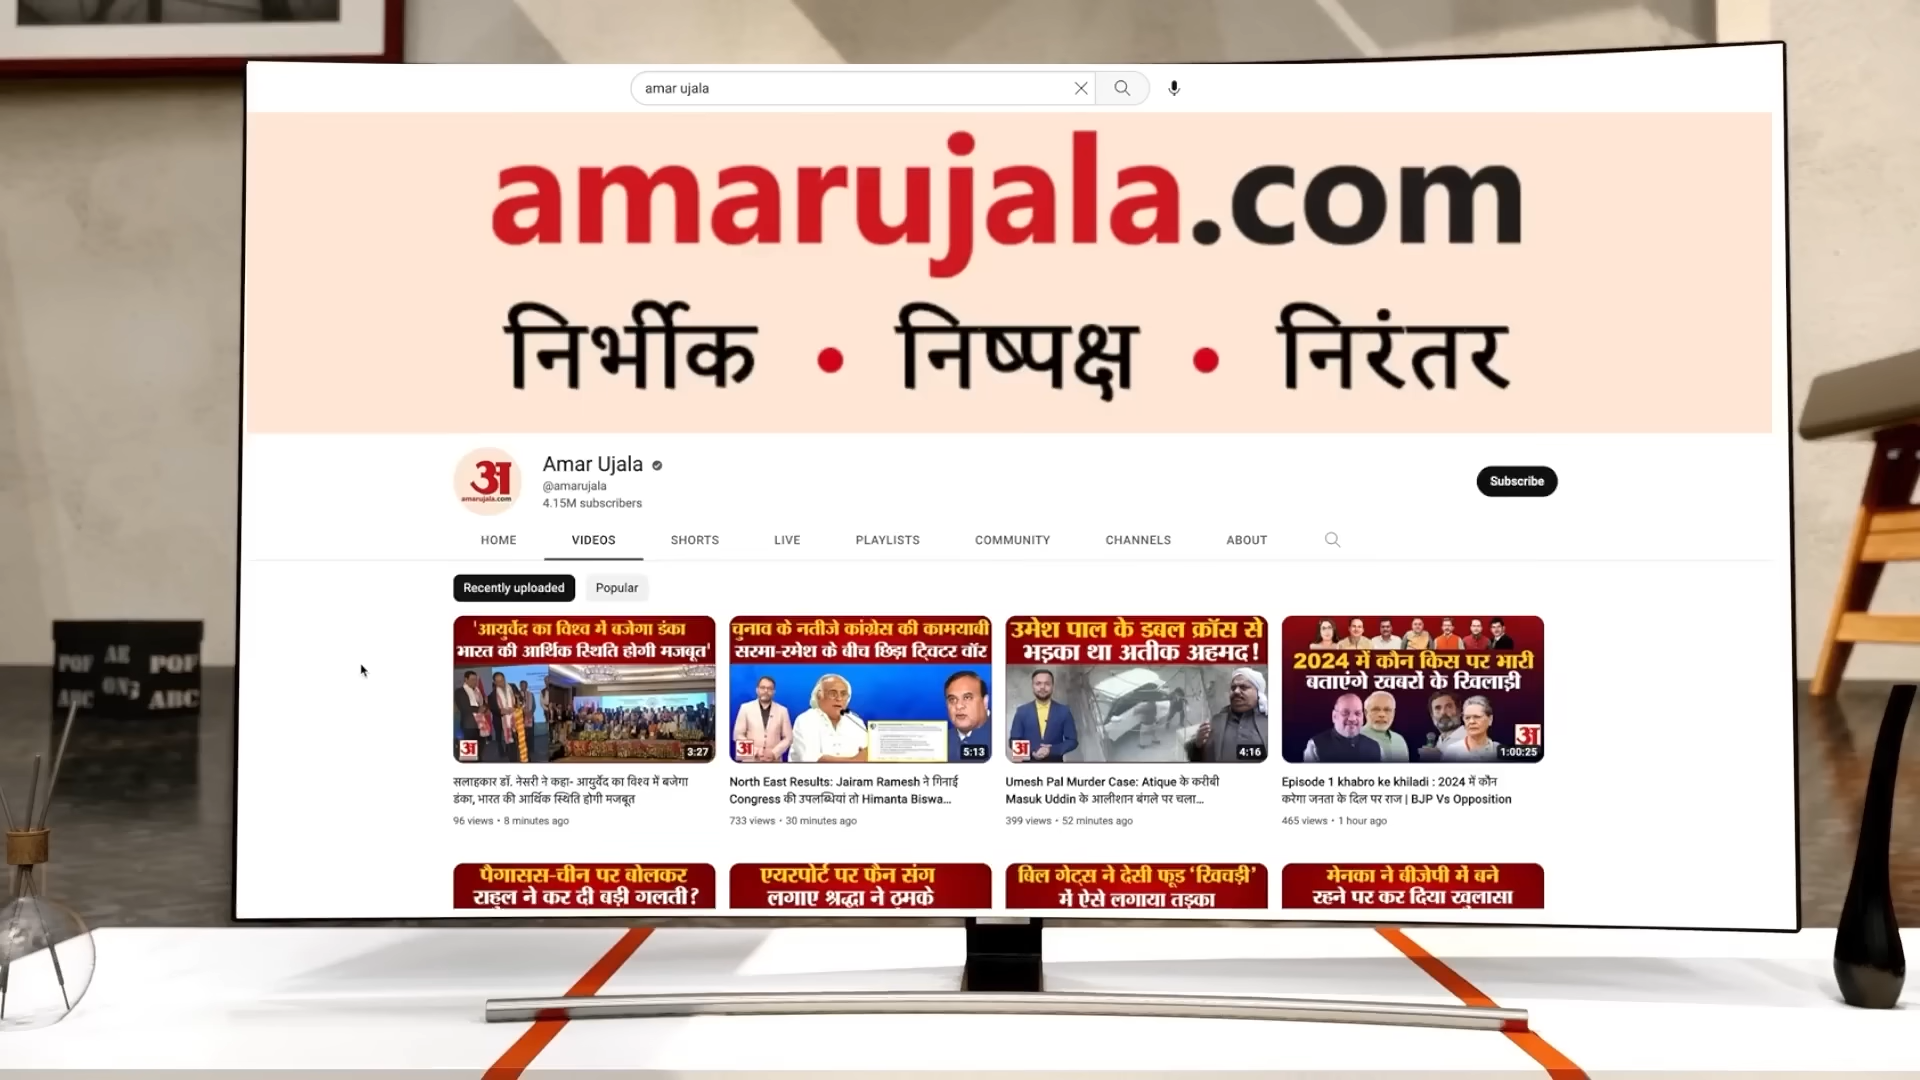 amar ujala
amarujala.com
निर्भीक • निष्पक्ष • निरंतर
अ
amarujala.com
Amar Ujala
@amarujala
4.15M subscribers
Subscribe
HOME VIDEOS SHORTS LIVE PLAYLISTS COMMUNITY CHANNELS ABOUT
Recently uploaded Popular
'आयुर्वेद का विश्व में बजेगा डंका
भारत की आर्थिक स्थिति होगी मजबूत'
अ
3:27
सलाहकार डॉ. नेसरी ने कहा- आयुर्वेद का विश्व में बजेगा
डंका, भारत की आर्थिक स्थिति होगी मजबूत
96 views • 8 minutes ago
चुनाव के नतीजे कांग्रेस की कामयाबी
सरमा-रमेश के बीच छिड़ा ट्विटर वॉर
अ
5:13
North East Results: Jairam Ramesh ने गिनाई
Congress की उपलब्धियां तो Himanta Biswa...
733 views • 30 minutes ago
उमेश पाल के डबल क्रॉस से
भड़का था अतीक अहमद!
अ
4:16
Umesh Pal Murder Case: Atique के करीबी
Masuk Uddin के आलीशान बंगले पर चला...
399 views • 52 minutes ago
2024 में कौन किस पर भारी
बताएंगे खबरों के खिलाड़ी
अ
1:00:25
Episode 1 khabro ke khiladi : 2024 में कौन
करेगा जनता के दिल पर राज | BJP Vs Opposition
465 views • 1 hour ago
पैगासस-चीन पर बोलकर
राहुल ने कर दी बड़ी गलती?
एयरपोर्ट पर फैन संग
लगाए श्रद्धा ने ठुमके
बिल गेट्स ने देसी फूड 'खिचड़ी'
में ऐसे लगाया तड़का
मेनका ने बीजेपी में बने
रहने पर कर दिया खुलासा
POF
ABC
POF
ABC